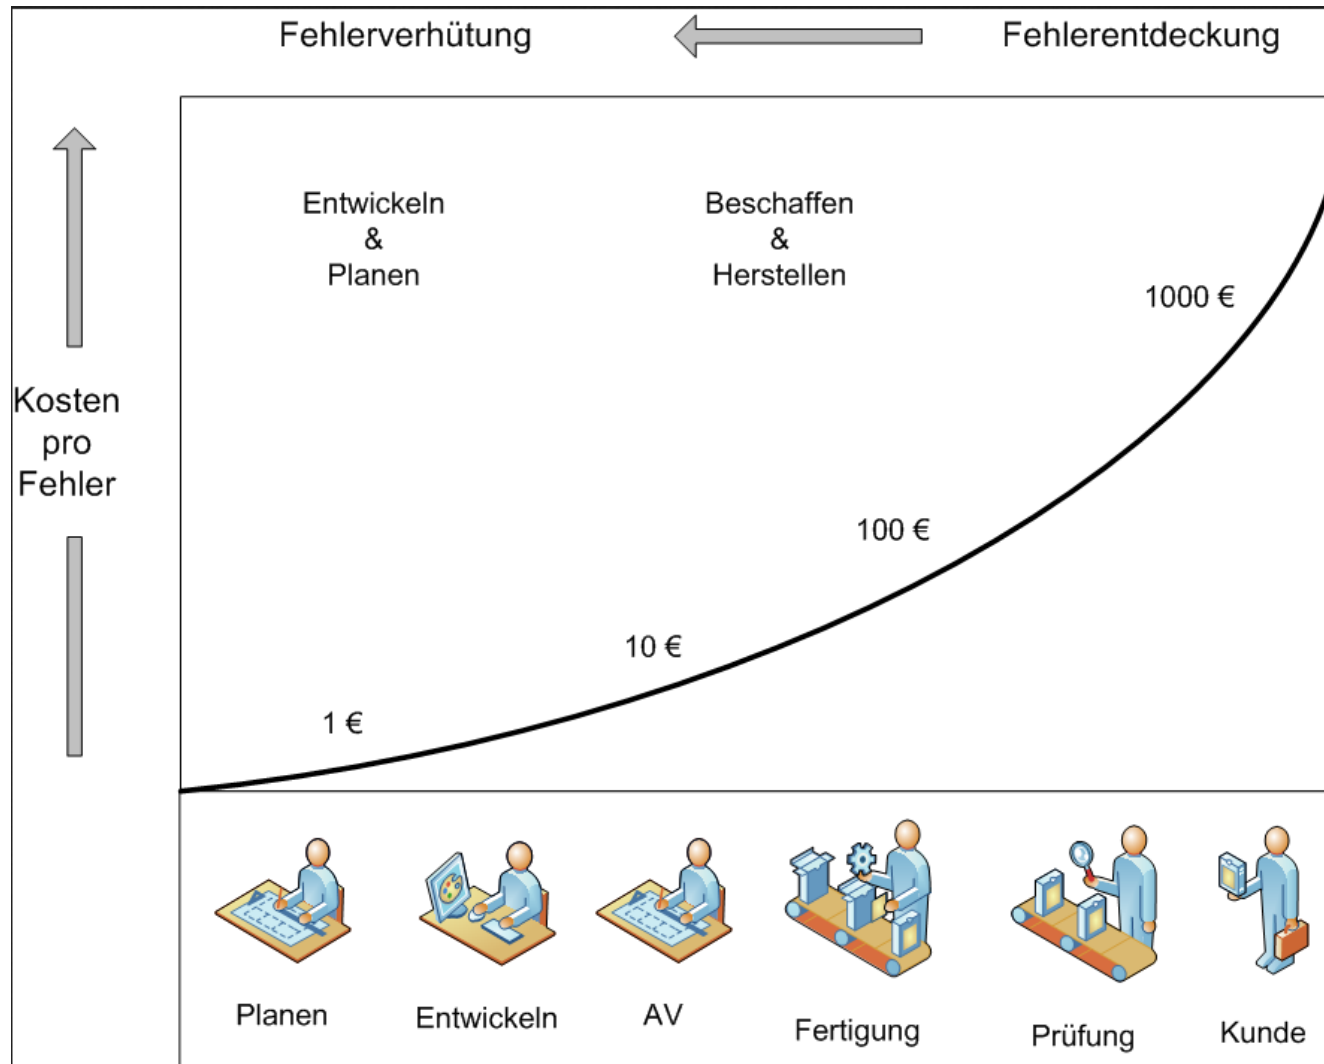 Fehlerverhütung
Fehlerentdeckung
Entwickeln
&
Planen
Beschaffen
&
Herstellen
Kosten
pro
Fehler
1000 €
100 €
10 €
1 €
Planen
Entwickeln
AV
Fertigung
Prüfung
Kunde